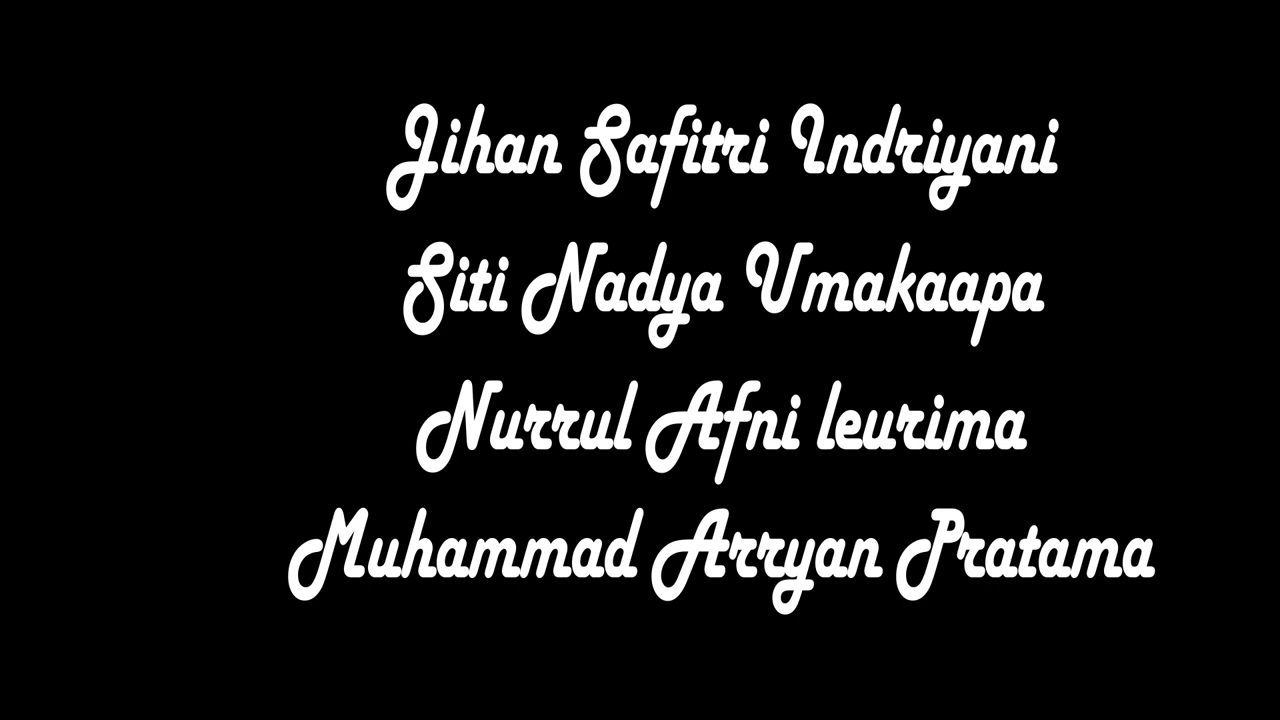 Jihan Safitri Indriyani
Siti Nadya Umakaapa
Nurrul Afni leurima
Muhammad Arryan Pratama